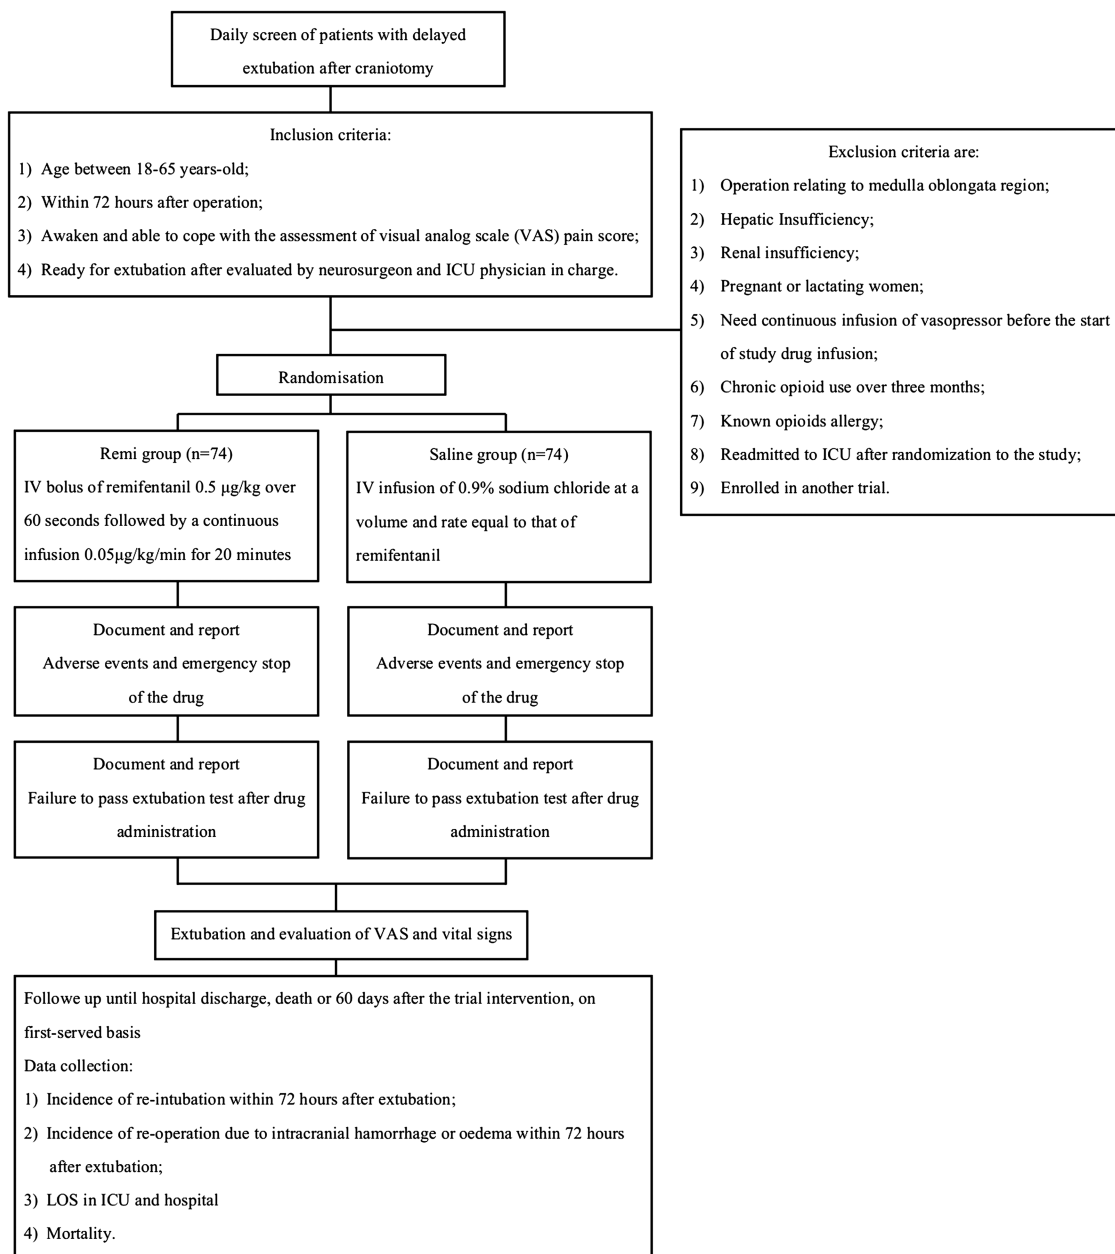 Daily screen of patients with delayed
extubation after craniotomy
Inclusion criteria:
1) Age between 18-65 years-old;
2) Within 72 hours after operation;
3) Awaken and able to cope with the assessment of visual analog scale (VAS) pain score;
4) Ready for extubation after evaluated by neurosurgeon and ICU physician in charge.
Exclusion criteria are:
1) Operation relating to medulla oblongata region;
2) Hepatic Insufficiency;
3) Renal insufficiency;
4) Pregnant or lactating women;
5) Need continuous infusion of vasopressor before the start
of study drug infusion;
6) Chronic opioid use over three months;
7) Known opioids allergy;
8) Readmitted to ICU after randomization to the study;
9) Enrolled in another trial.
Randomisation
Remi group (n=74)
IV bolus of remifentanil 0.5 μg/kg over
60 seconds followed by a continuous
infusion 0.05μg/kg/min for 20 minutes
Saline group (n=74)
IV infusion of 0.9% sodium chloride at a
volume and rate equal to that of
remifentanil
Document and report
Adverse events and emergency stop
of the drug
Document and report
Adverse events and emergency stop
of the drug
Document and report
Failure to pass extubation test after drug
administration
Document and report
Failure to pass extubation test after drug
administration
Extubation and evaluation of VAS and vital signs
Followe up until hospital discharge, death or 60 days after the trial intervention, on
first-served basis
Data collection:
1) Incidence of re-intubation within 72 hours after extubation;
2) Incidence of re-operation due to intracranial hamorrhage or oedema within 72 hours
after extubation;
3) LOS in ICU and hospital
4) Mortality.